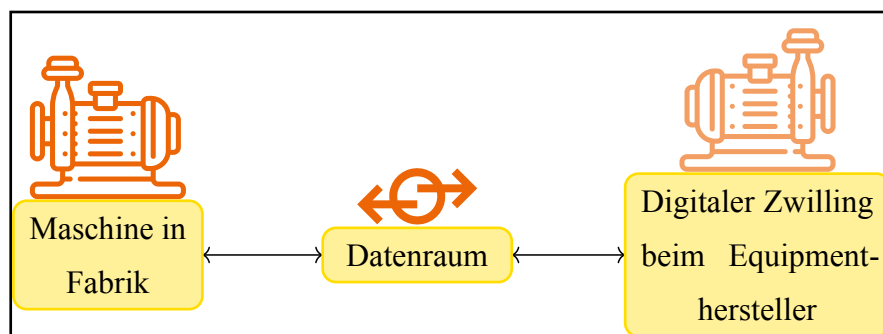 Maschine in
Fabrik
Datenraum
Digitaler Zwilling
beim Equipment-
hersteller